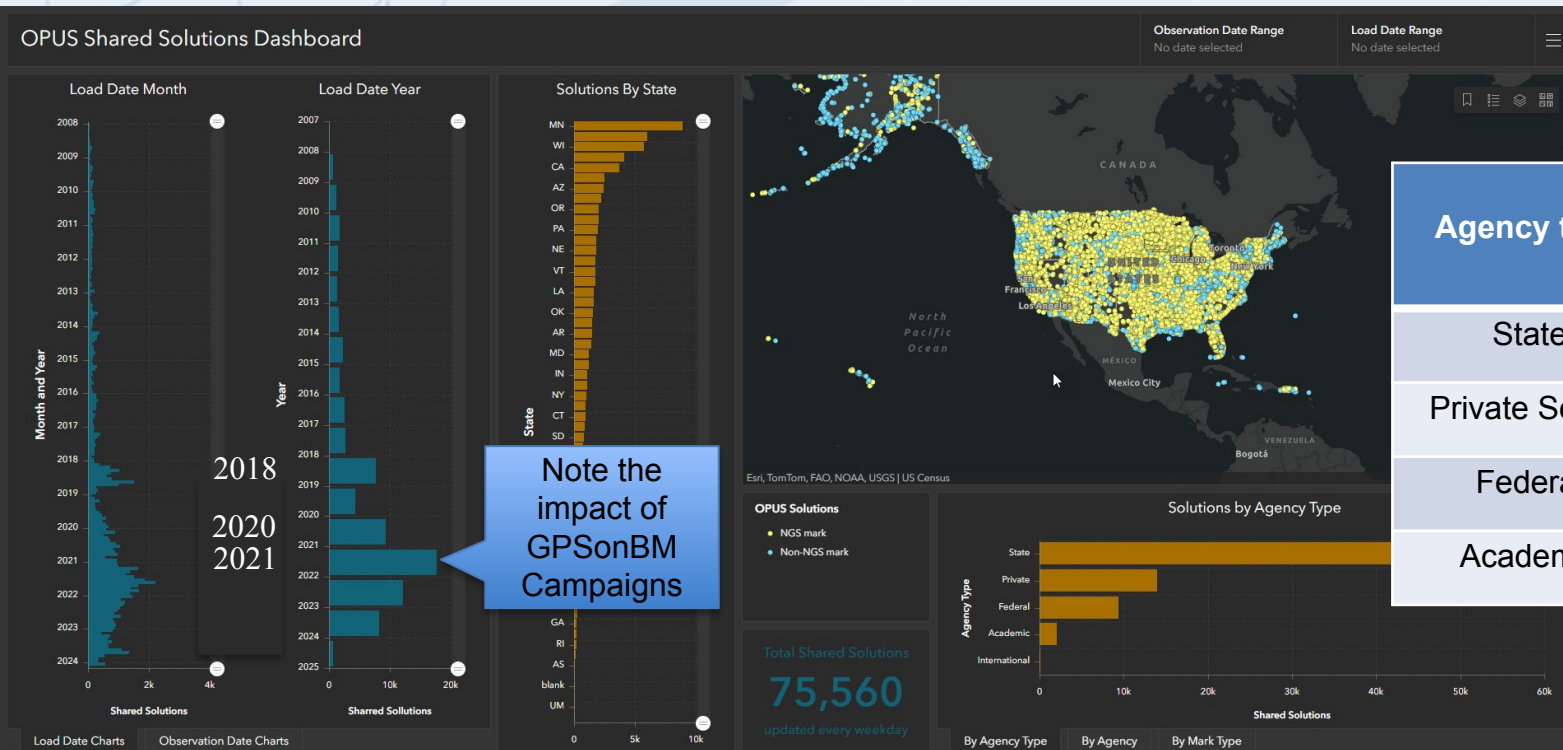 OPUS Shared Solutions Dashboard
Observation Date Range
No date selected
Load Date Range
No date selected
Load Date Month
Month and Year
2008
2009
2010
2011
2012
2013
2014
2015
2016
2017
2018
2019
2020
2021
2022
2023
2024
0 2k 4k
Shared Solutions
Load Date Year
Year
2007
2008
2009
2010
2011
2012
2013
2014
2015
2016
2017
2018
2019
2020
2021
2022
2023
2024
2025
0 10k 20k
Sharred Sollutions
2018
2020
2021
Note the
impact of
GPSonBM
Campaigns
Solutions By State
State
MN
WI
CA
AZ
OR
PA
NE
VT
LA
OK
AR
MD
IN
NY
CT
SD
GA
RI
AS
blank
UM
0 5k 10k
CANADA
Toronto
Chicago
New York
UNITED
STATES
San
Francisco
Los Angeles
North
Pacific
Ocean
MÉXICO
Mexico City
VENEZUELA
Bogotá
Esri, TomTom, FAO, NOAA, USGS | US Census
OPUS Solutions
NGS mark
Non-NGS mark
Total Shared Solutions
75,560
updated every weekday
Solutions by Agency Type
Agency Type
State
Private
Federal
Academic
International
0 10k 20k 30k 40k 50k 60k
Shared Solutions
Agency t
State
Private Se
Federa
Academ
Load Date Charts Observation Date Charts
By Agency Type By Agency By Mark Type